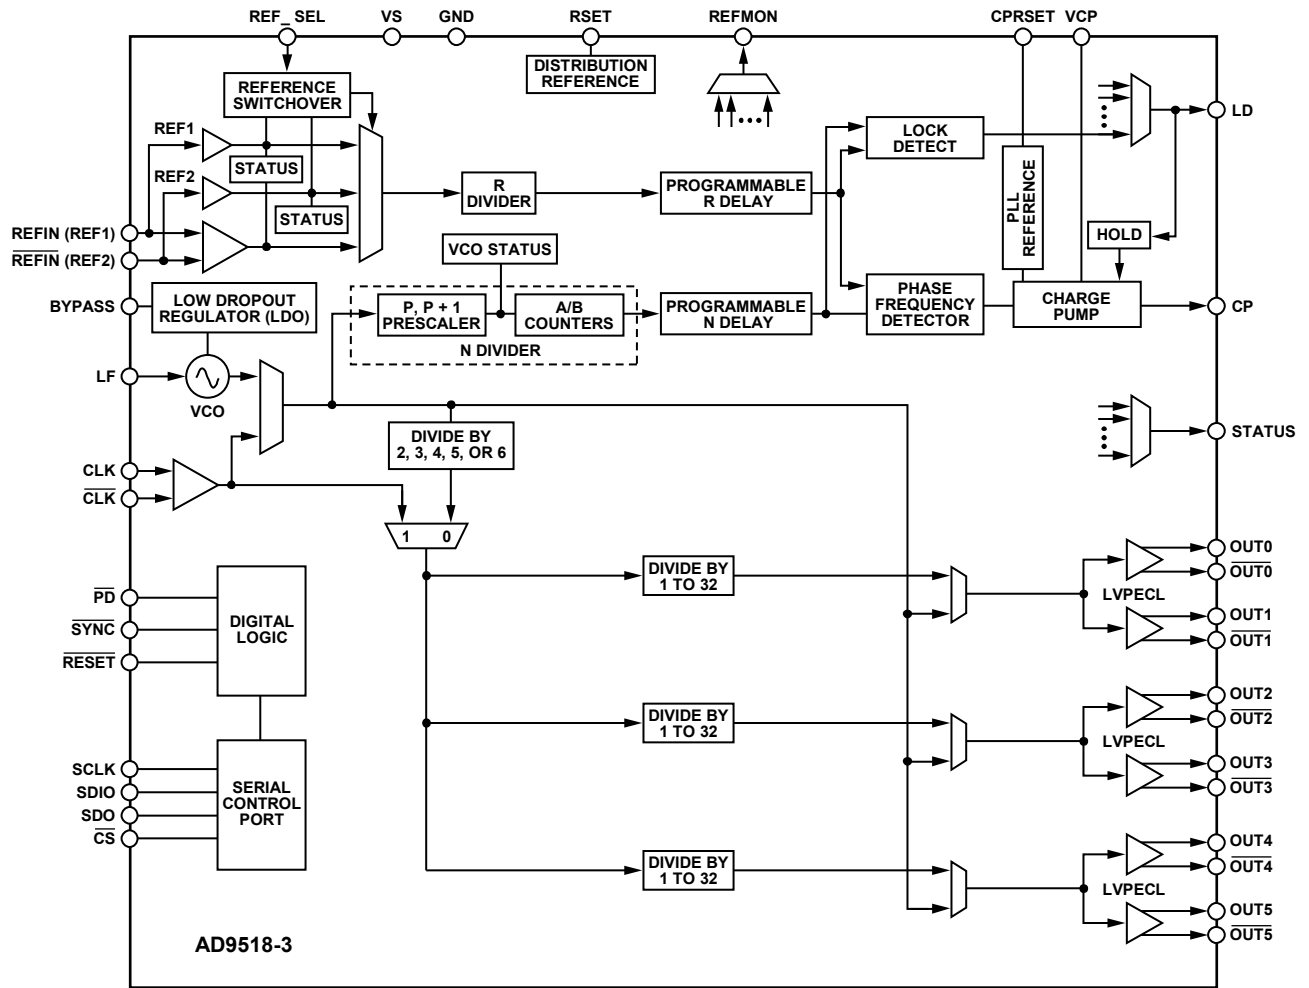 REF_SEL VS GND RSET REFMON CPRSET VCP
DISTRIBUTION
REFERENCE
REFERENCE
SWITCHOVER
REF1
STATUS
REF2
STATUS
REFIN (REF1)
REFIN (REF2)
R
DIVIDER
PROGRAMMABLE
R DELAY
LOCK
DETECT
LD
PLL
REFERENCE
HOLD
VCO STATUS
BYPASS
LOW DROPOUT
REGULATOR (LDO)
P, P + 1
PRESCALER
A/B
COUNTERS
N DIVIDER
PROGRAMMABLE
N DELAY
PHASE
FREQUENCY
DETECTOR
CHARGE
PUMP
CP
LF
VCO
STATUS
DIVIDE BY
2, 3, 4, 5, OR 6
CLK
CLK
1 0
DIVIDE BY
1 TO 32
LVPECL
OUT0
OUT0
OUT1
OUT1
PD
SYNC
RESET
DIGITAL
LOGIC
DIVIDE BY
1 TO 32
LVPECL
OUT2
OUT2
OUT3
OUT3
SCLK
SDIO
SDO
CS
SERIAL
CONTROL
PORT
DIVIDE BY
1 TO 32
LVPECL
OUT4
OUT4
OUT5
OUT5
AD9518-3